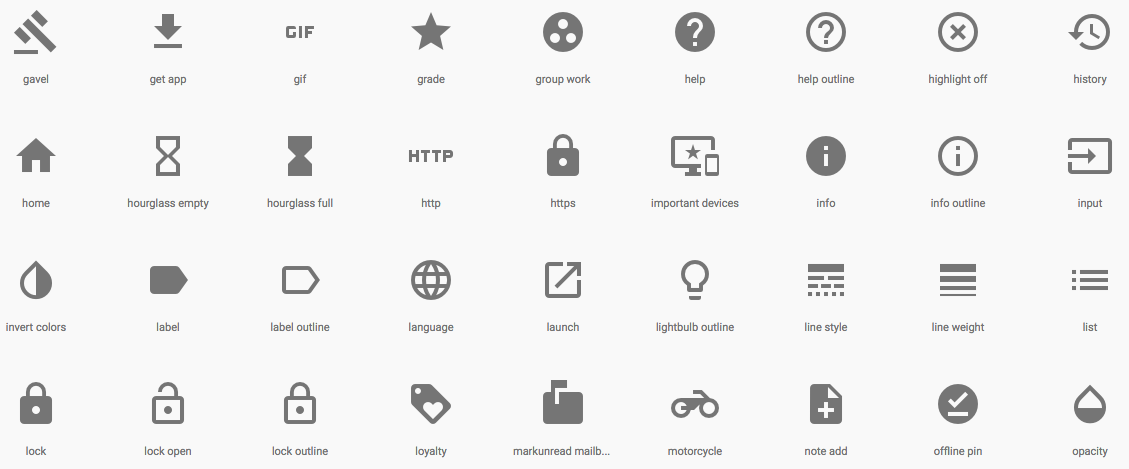 GIF
gavel get app gif grade group work help help outline highlight off history
HTTP
home hourglass empty hourglass full http https important devices info info outline input
invert colors label label outline language launch lightbulb outline line style line weight list
lock lock open lock outline loyalty markunread mailb... motorcycle note add offline pin opacity